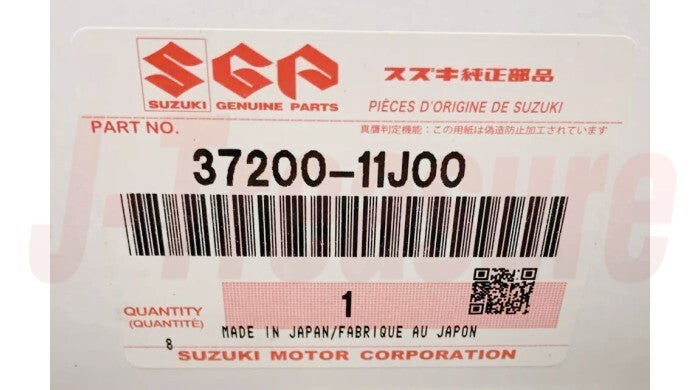 SGP スズキ純正部品
SUZUKI GENUINE PARTS PIÈCES D'ORIGINE DE SUZUKI
PART NO. 真贋判定機能:この用紙は偽造防止加工されています
37200-11J00
J-Treasure
QUANTITY 1
(QUANTITÉ)
8 MADE IN JAPAN/FABRIQUE AU JAPON
SUZUKI MOTOR CORPORATION